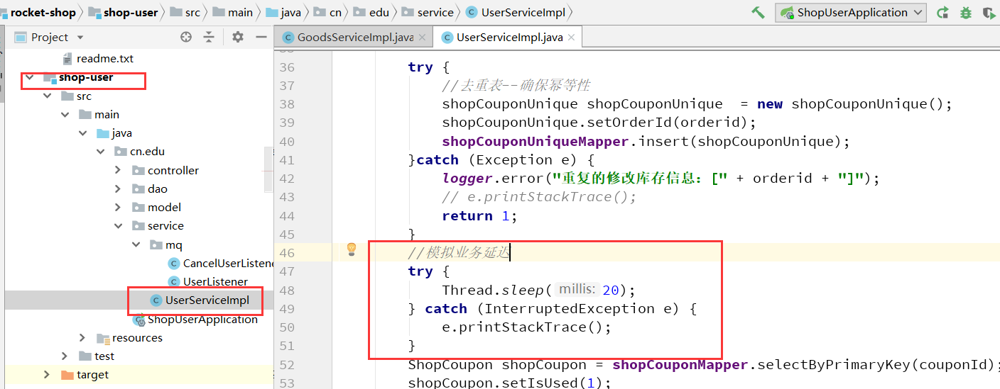 rocket-shop shop-user src main java cn edu service UserServiceImpl ShopUserApplication
Project GoodsServiceImpl.java UserServiceImpl.java
readme.txt
shop-user
src
main
java
cn.edu
controller
dao
model
service
mq
CancelUserListene
UserListener
UserServiceImpl
ShopUserApplication
resources
test
target
36 try {
37 //去重表--确保幂等性
38 shopCouponUnique shopCouponUnique  = new shopCouponUnique();
39 shopCouponUnique.setOrderId(orderid);
40 shopCouponUniqueMapper.insert(shopCouponUnique);
41 }catch (Exception e) {
42 logger.error("重复的修改库存信息：[" + orderid + "]");
43 // e.printStackTrace();
44 return 1;
45 }
46 //模拟业务延迟
47 try {
48 Thread.sleep( millis: 20);
49 } catch (InterruptedException e) {
50 e.printStackTrace();
51 }
52 ShopCoupon shopCoupon = shopCouponMapper.selectByPrimaryKey(couponId);
53 shopCoupon.setIsUsed(1);